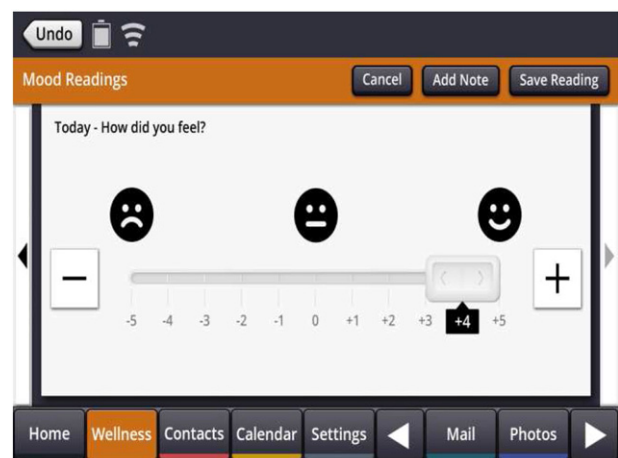 Undo
Mood Readings Cancel Add Note Save Reading
Today - How did you feel?
-5 -4 -3 -2 -1 0 +1 +2 +3 +4 +5
Home Wellness Contacts Calendar Settings Mail Photos